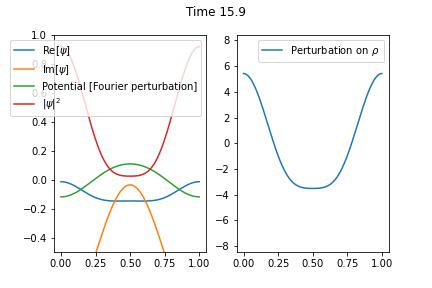 Time 15.9
1.0
0.8
0.6
0.4
0.2
0.0
−0.2
−0.4
Re[ψ]
Im[ψ]
Potential [Fourier perturbation]
|ψ|²
0.00 0.25 0.50 0.75 1.00
8
6
4
2
0
−2
−4
−6
−8
Perturbation on ρ
0.00 0.25 0.50 0.75 1.00